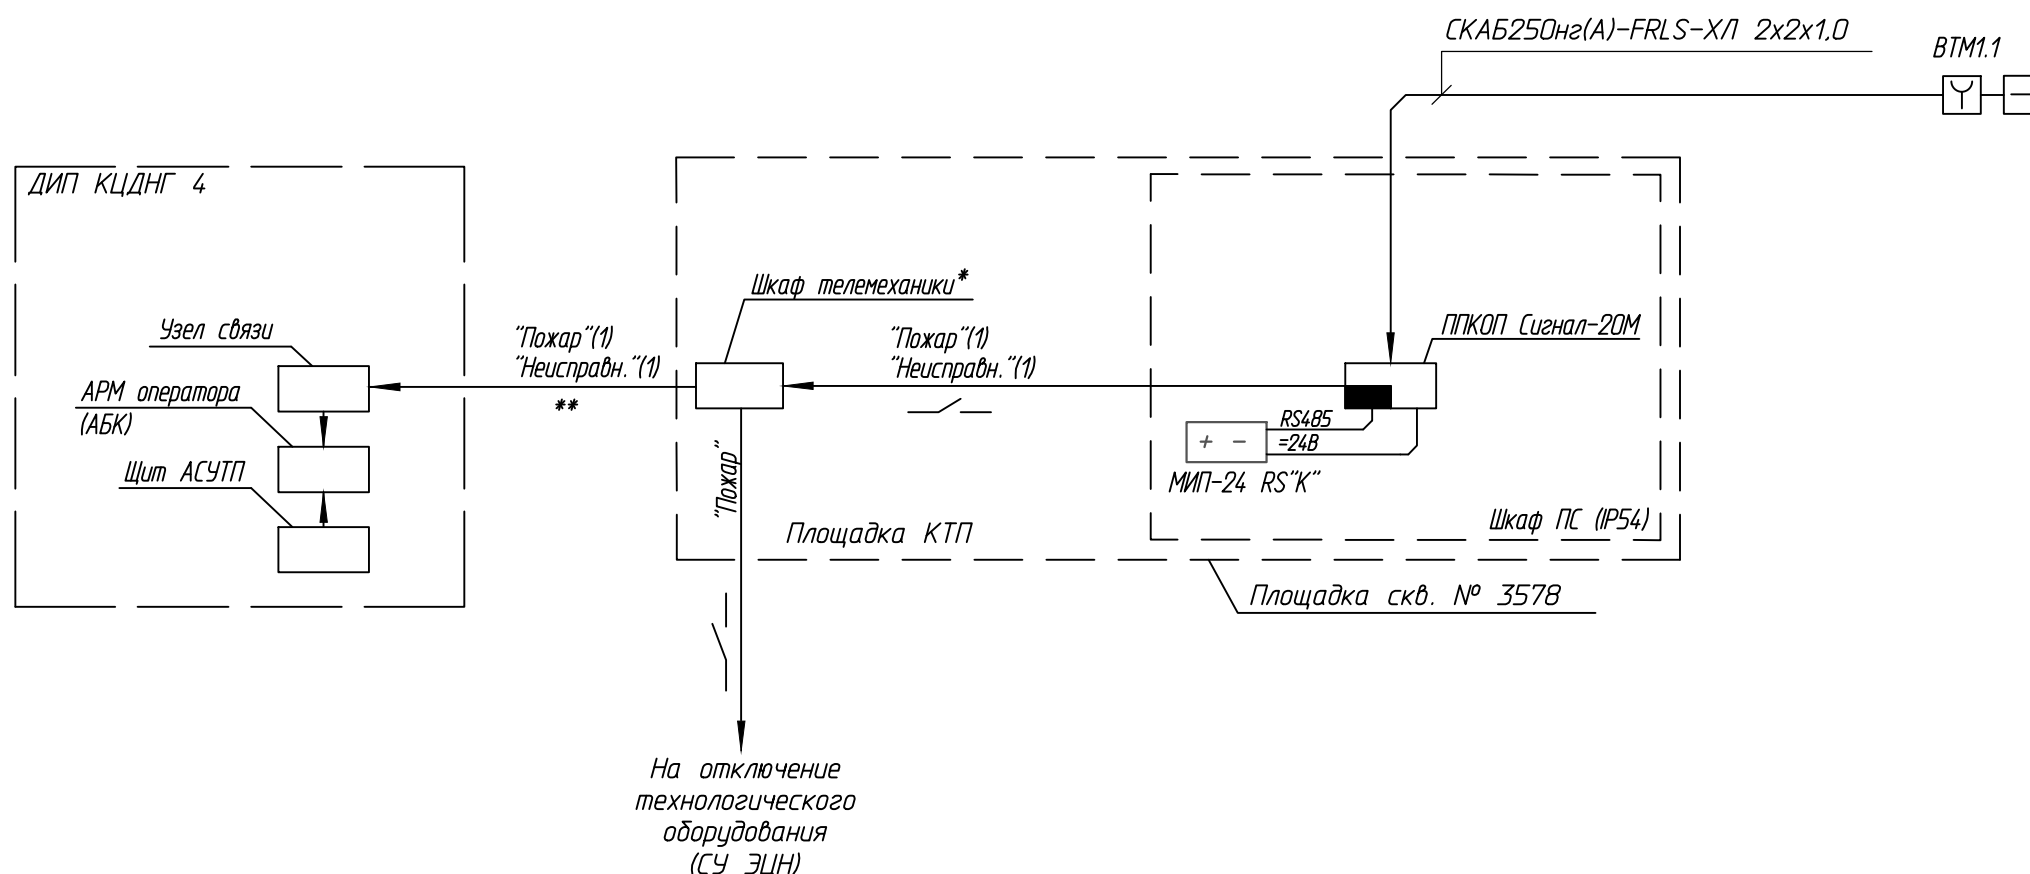 СКАБ250нг(А)-FRLS-ХЛ 2х2х1,0
ВТМ1.1
ДИП КЦДНГ 4
Шкаф телемеханики*
Узел связи
"Пожар"(1)
"Неисправн."(1)
**
"Пожар"(1)
"Неисправн."(1)
ППКОП Сигнал-20М
АРМ оператора
(АБК)
RS485
=24В
+ -
МИП-24 RS"К"
Щит АСУТП
"Пожар"
Площадка КТП
Шкаф ПС (IP54)
Площадка скв. № 3578
На отключение
технологического
оборудования
(СУ ЭЦН)